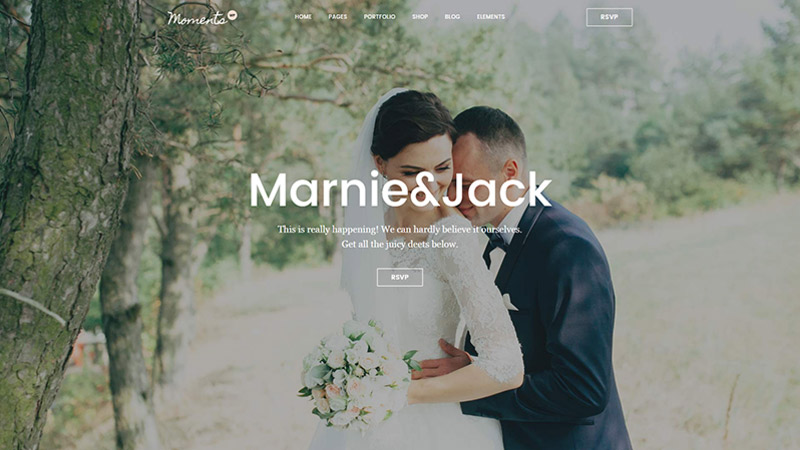 Moments
HOME PAGES PORTFOLIO SHOP BLOG ELEMENTS
RSVP
Marnie&Jack
This is really happening! We can hardly believe it ourselves.
Get all the juicy deets below.
RSVP